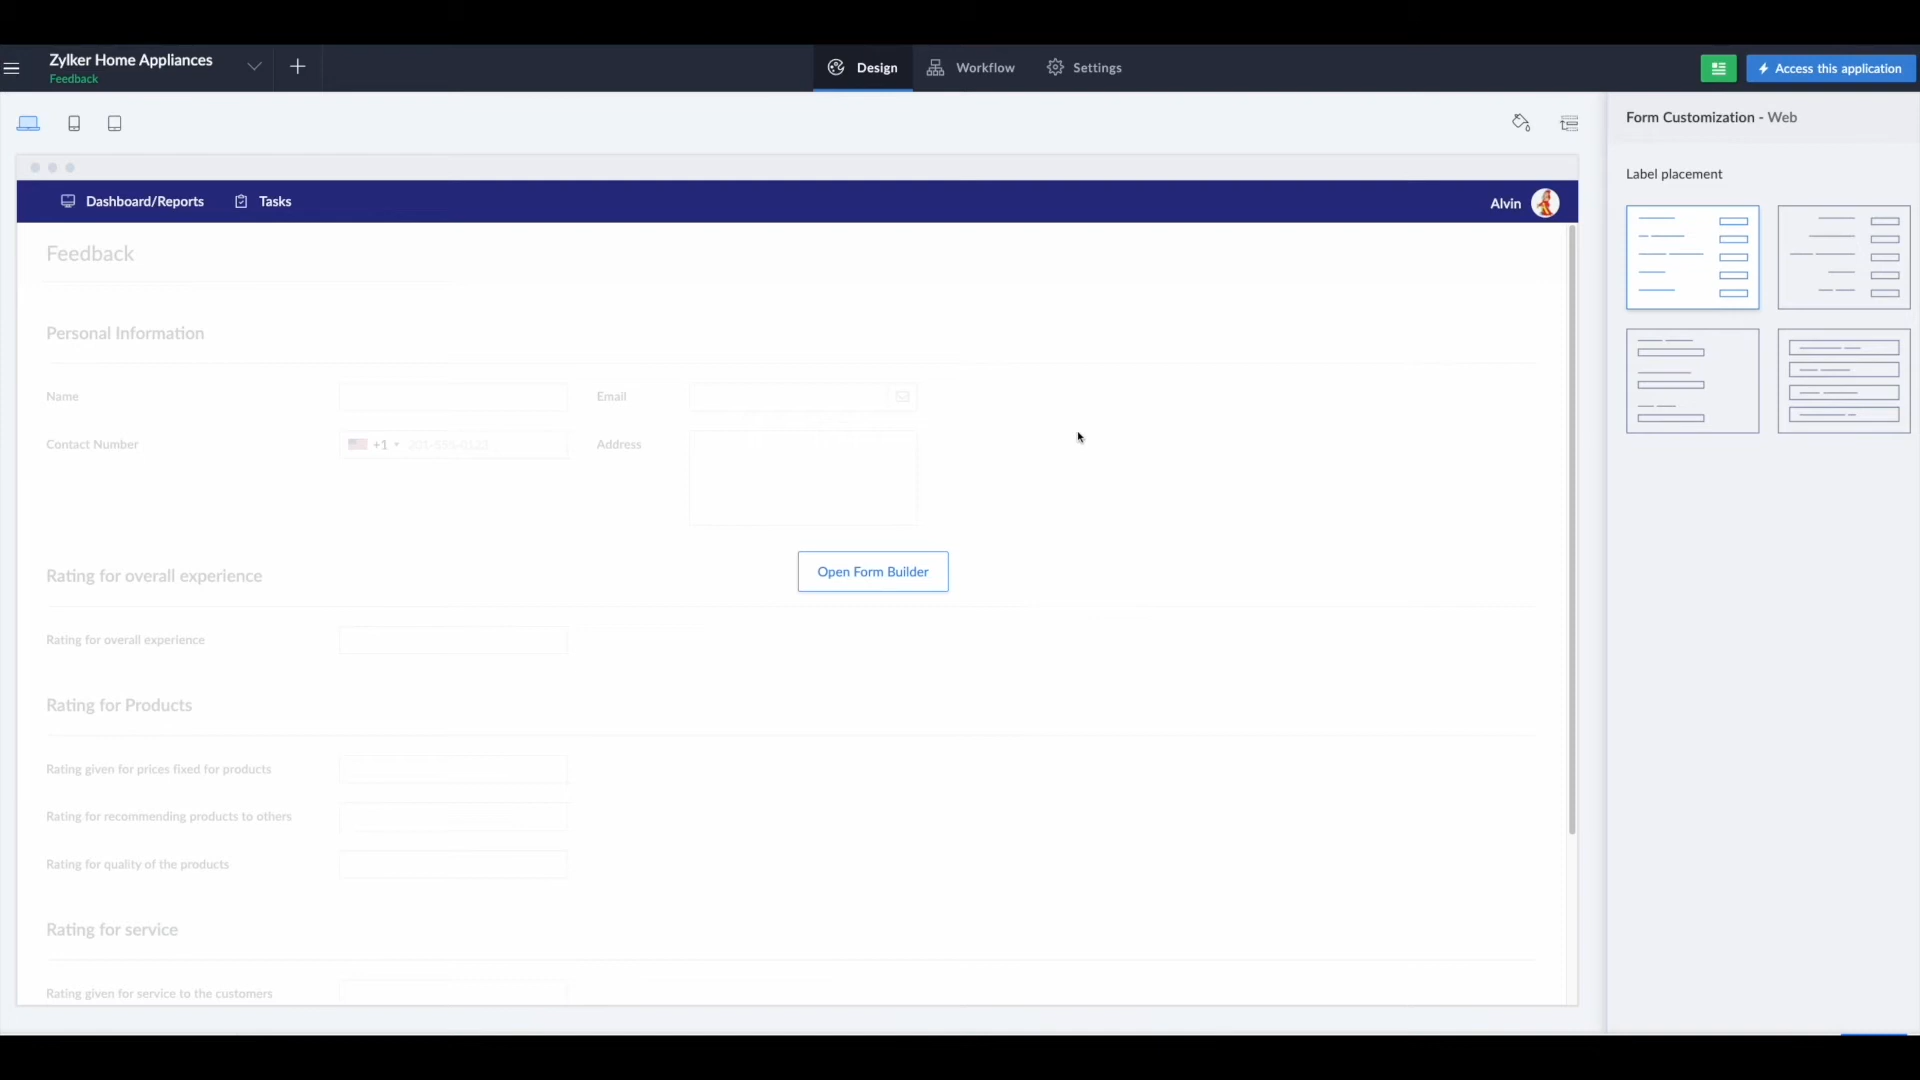 Zylker Home Appliances
Feedback
Design
Workflow
Settings
Access this application
Form Customization - Web
Label placement
Dashboard/Reports
Tasks
Alvin
Feedback
Personal Information
Name
Email
Contact Number
+1
201-555-0123
Address
Open Form Builder
Rating for overall experience
Rating for overall experience
Rating for Products
Rating given for prices fixed for products
Rating for recommending products to others
Rating for quality of the products
Rating for service
Rating given for service to the customers